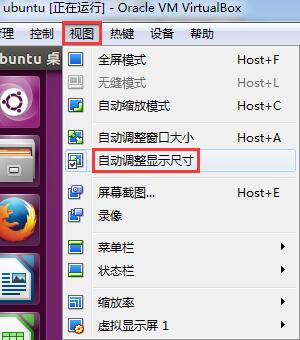 ubuntu [正在运行] - Oracle VM VirtualBox
管理 控制 视图 热键 设备 帮助
buntu 桌
全屏模式 Host+F
无缝模式 Host+L
自动缩放模式 Host+C
自动调整窗口大小 Host+A
自动调整显示尺寸
屏幕截图... Host+E
录像
菜单栏
状态栏
缩放率
虚拟显示屏 1